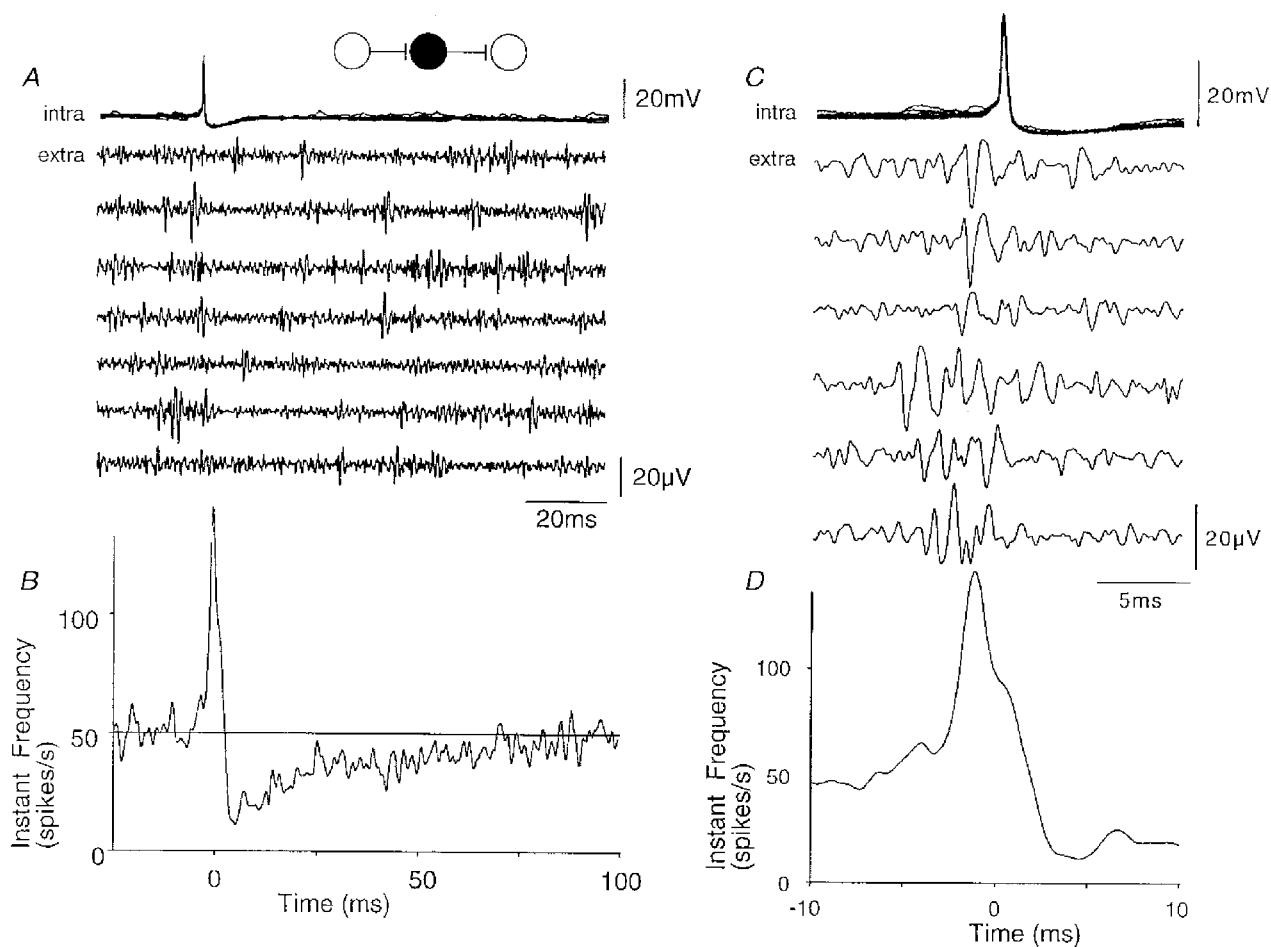 A
intra
20mV
extra
20µV
20ms
B
Instant Frequency
(spikes/s)
100
50
0
0
50
100
Time (ms)
C
intra
20mV
extra
20µV
5ms
D
Instant Frequency
(spikes/s)
100
50
0
-10
0
10
Time (ms)